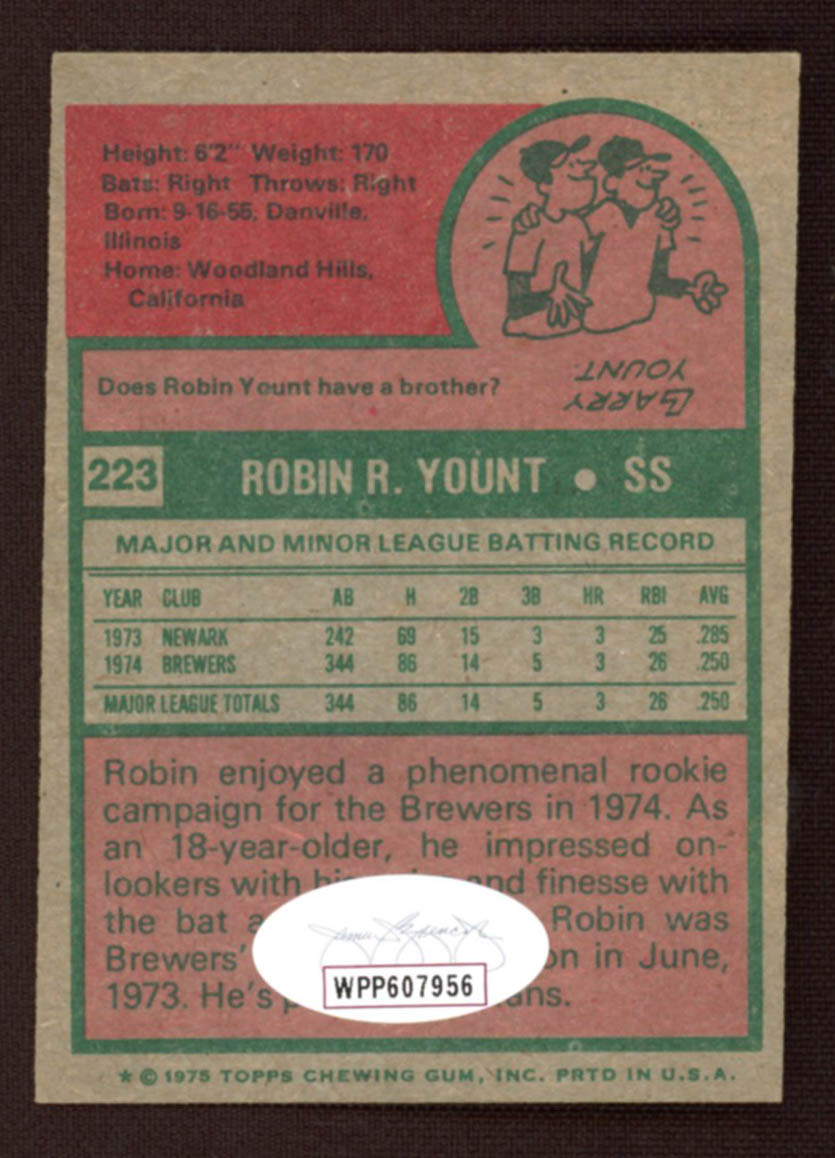 Height: 6'2" Weight: 170
Bats: Right Throws: Right
Born: 9-16-55, Danville,
Illinois
Home: Woodland Hills,
California
Does Robin Yount have a brother?
LARRY
YOUNT
223 ROBIN R. YOUNT • SS
MAJOR AND MINOR LEAGUE BATTING RECORD
YEAR CLUB AB H 2B 3B HR RBI AVG
1973 NEWARK 242 69 15 3 3 25 .285
1974 BREWERS 344 86 14 5 3 26 .250
MAJOR LEAGUE TOTALS 344 86 14 5 3 26 .250
Robin enjoyed a phenomenal rookie
campaign for the Brewers in 1974. As
an 18-year-older, he impressed on-
lookers with and finesse with
the bat Robin was
Brewers' in June,
1973. He's
WPP607956
* © 1975 TOPPS CHEWING GUM, INC. PRTD IN U.S.A.